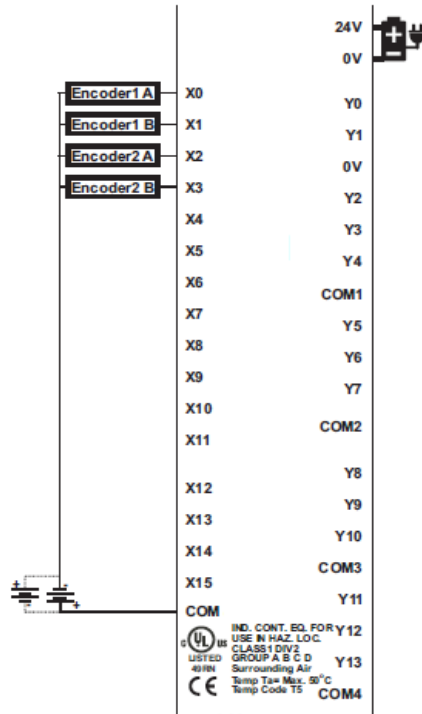 24V
0V
Encoder1 A X0
Y0
Encoder1 B X1
Y1
Encoder2 A X2
0V
Encoder2 B X3
Y2
X4
Y3
X5
Y4
X6
COM1
X7
Y5
X8
Y6
X9
Y7
X10
COM2
X11
Y8
X12
Y9
X13
Y10
X14
COM3
X15
Y11
COM
IND. CONT. EQ. FOR
Y12
USE IN HAZ. LOC.
C UL US
CLASS1 DIV2
LISTED
GROUP A B C D
49RN
Surrounding Air
Y13
CE
Temp Ta= Max. 50°C
Temp Code T5
COM4